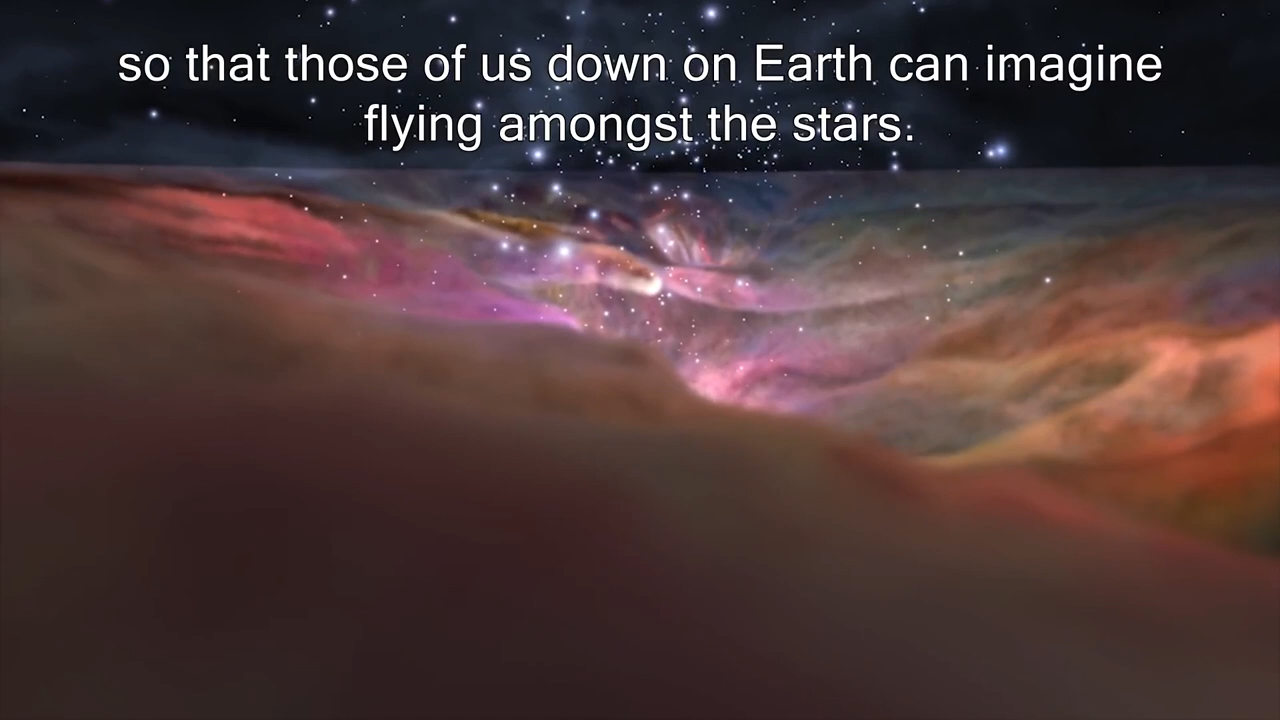 so that those of us down on Earth can imagine
flying amongst the stars.